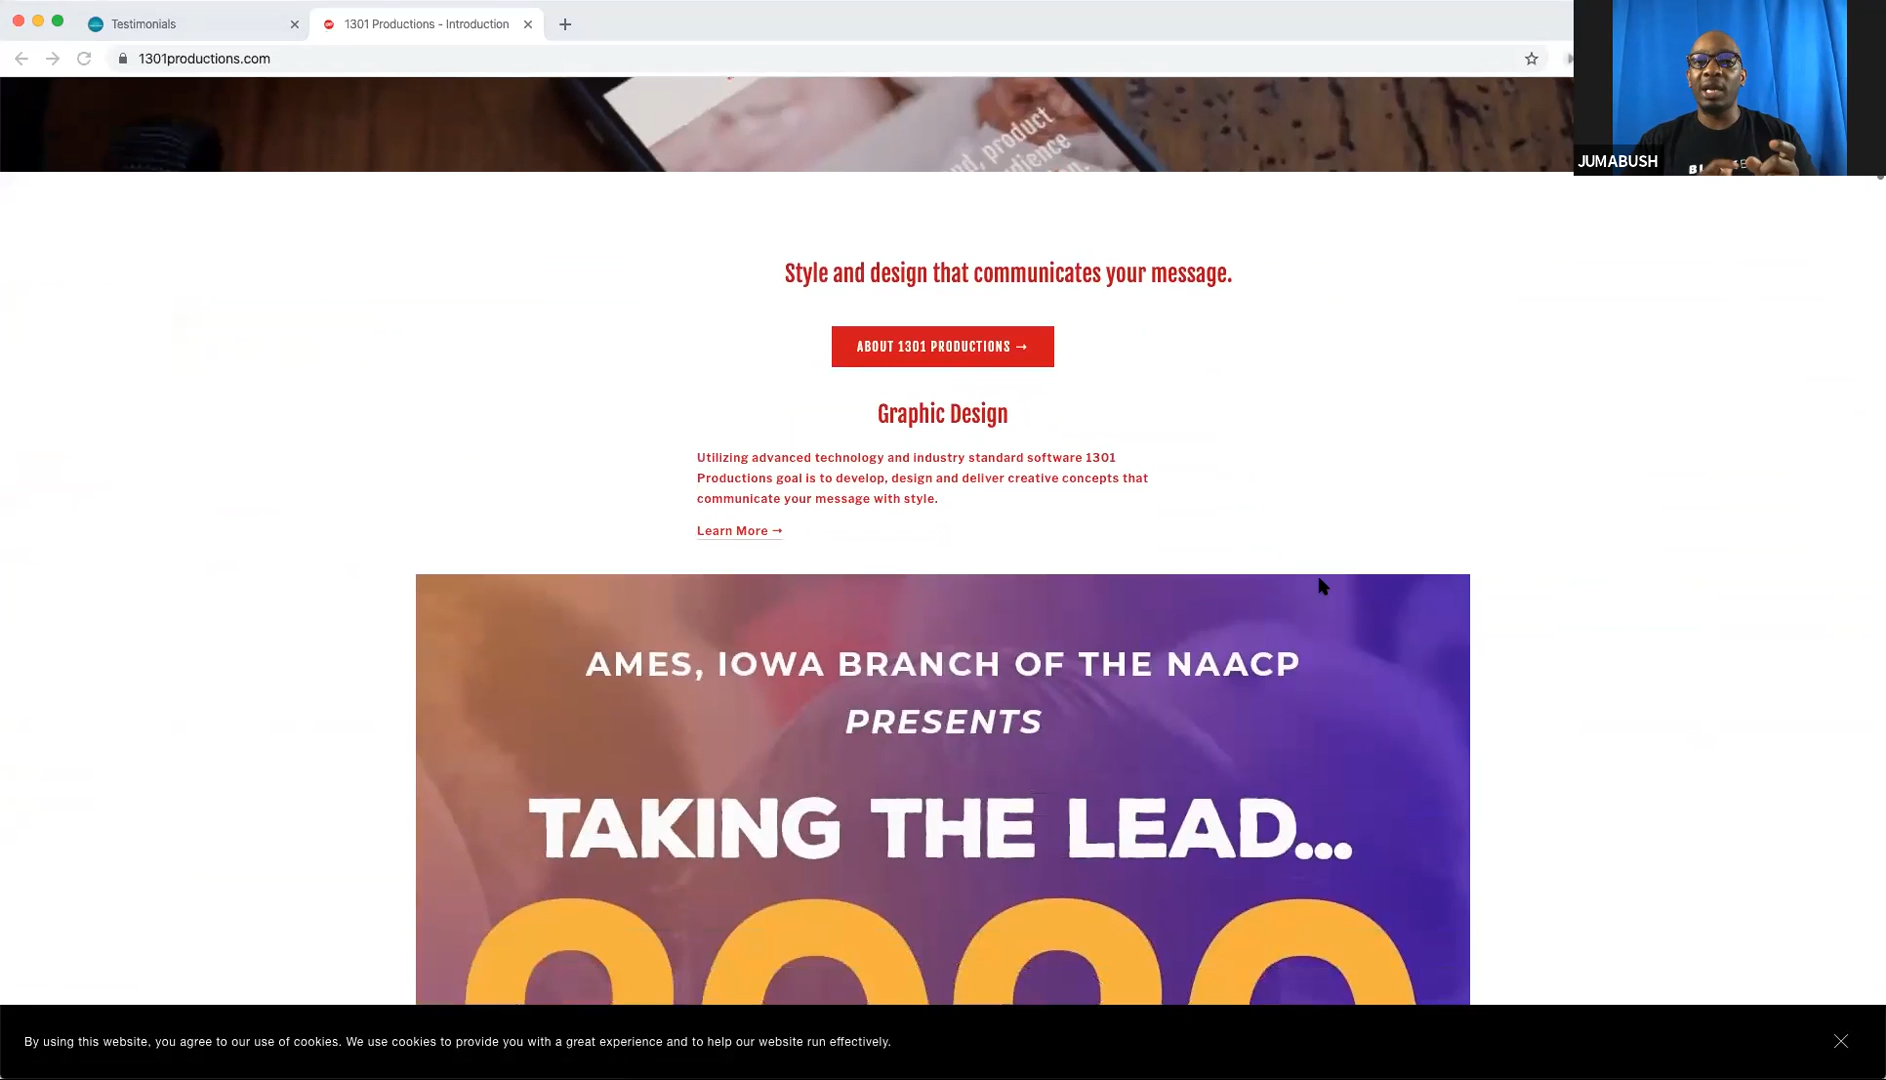 Testimonials
1301 Productions - Introduction
1301productions.com
product
JUMABUSH
Style and design that communicates your message.
ABOUT 1301 PRODUCTIONS →
Graphic Design
Utilizing advanced technology and industry standard software 1301
Productions goal is to develop, design and deliver creative concepts that
communicate your message with style.
Learn More →
AMES, IOWA BRANCH OF THE NAACP
PRESENTS
TAKING THE LEAD...
By using this website, you agree to our use of cookies. We use cookies to provide you with a great experience and to help our website run effectively.